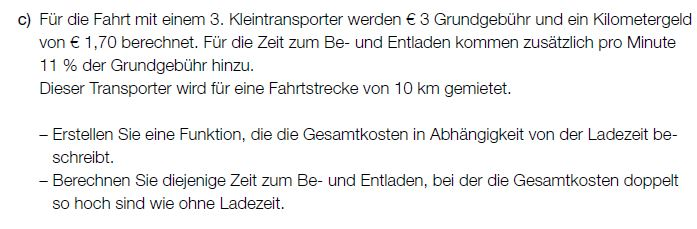 c) Für die Fahrt mit einem 3. Kleintransporter werden € 3 Grundgebühr und ein Kilometergeld
von € 1,70 berechnet. Für die Zeit zum Be- und Entladen kommen zusätzlich pro Minute
11 % der Grundgebühr hinzu.
Dieser Transporter wird für eine Fahrtstrecke von 10 km gemietet.
– Erstellen Sie eine Funktion, die die Gesamtkosten in Abhängigkeit von der Ladezeit be-
schreibt.
– Berechnen Sie diejenige Zeit zum Be- und Entladen, bei der die Gesamtkosten doppelt
so hoch sind wie ohne Ladezeit.